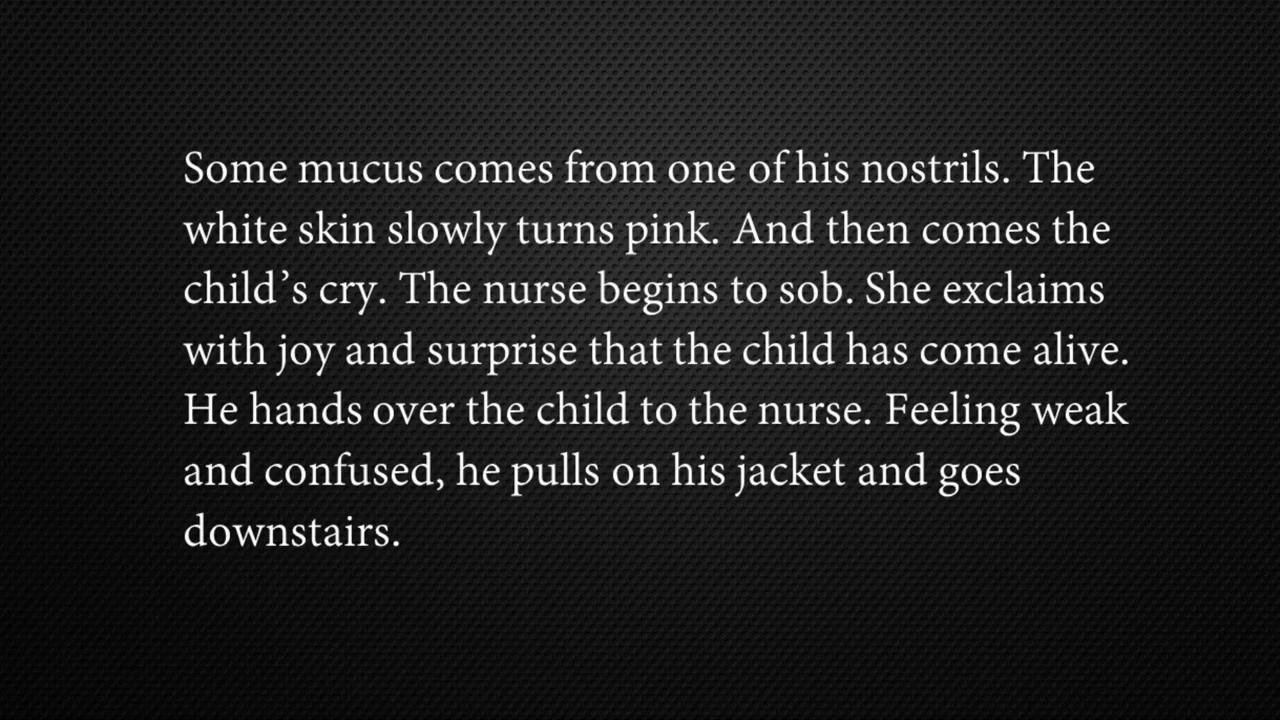 Some mucus comes from one of his nostrils. The
white skin slowly turns pink. And then comes the
child’s cry. The nurse begins to sob. She exclaims
with joy and surprise that the child has come alive.
He hands over the child to the nurse. Feeling weak
and confused, he pulls on his jacket and goes
downstairs.